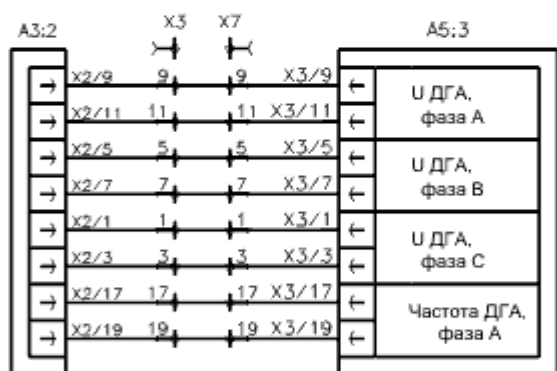 А3:2 X3 X7 А5:3
X2/9 9 9 X3/9
U ДГА,
фаза А
X2/11 11 11 X3/11
X2/5 5 5 X3/5
U ДГА,
фаза В
X2/7 7 7 X3/7
X2/1 1 1 X3/1
U ДГА,
фаза С
X2/3 3 3 X3/3
X2/17 17 17 X3/17
Частота ДГА,
фаза А
X2/19 19 19 X3/19